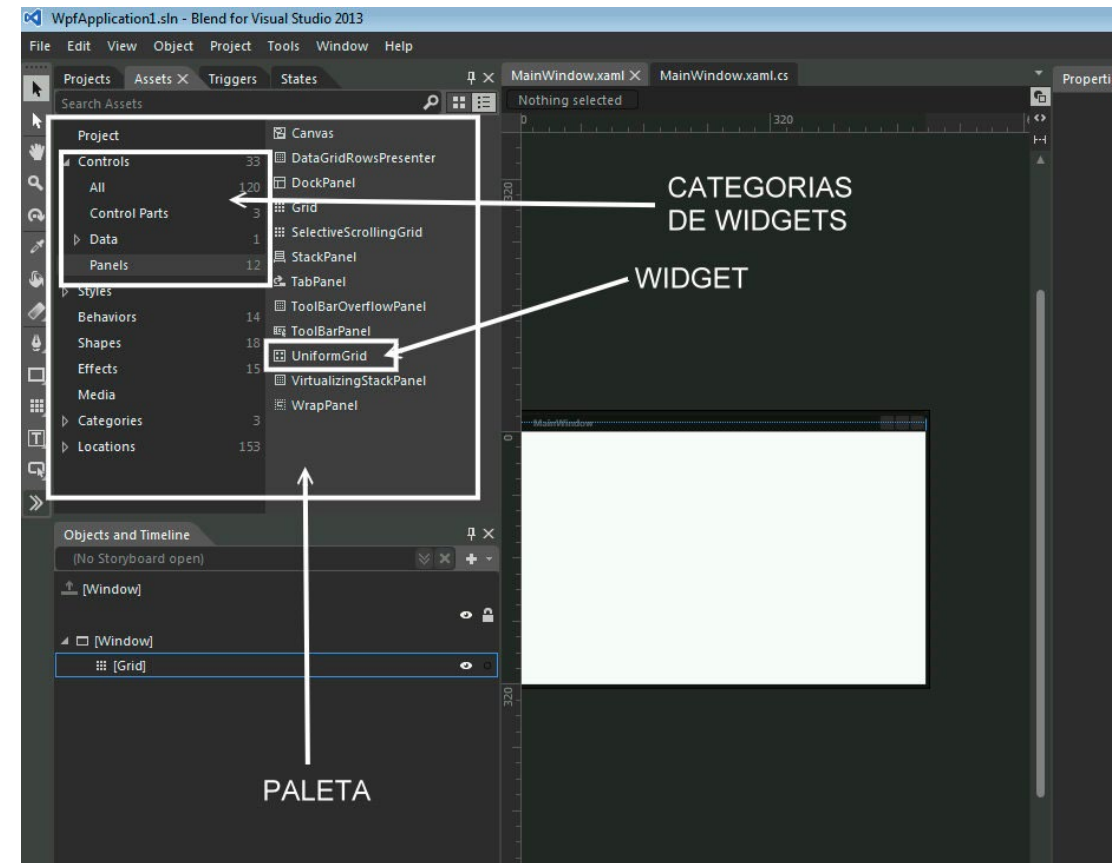 WpfApplication1.sln - Blend for Visual Studio 2013
File Edit View Object Project Tools Window Help
Projects Assets Triggers States
Search Assets
Project
Controls 33
All 120
Control Parts 3
Data 1
Panels 12
Styles
Behaviors 14
Shapes 18
Effects 15
Media
Categories 3
Locations 153
Canvas
DataGridRowsPresenter
DockPanel
Grid
SelectiveScrollingGrid
StackPanel
TabPanel
ToolBarOverflowPanel
ToolBarPanel
UniformGrid
VirtualizingStackPanel
WrapPanel
MainWindow.xaml MainWindow.xaml.cs
Nothing selected
0 320
320
CATEGORIAS
DE WIDGETS
WIDGET
MainWindow
0
320
Properti
Objects and Timeline
(No Storyboard open)
[Window]
[Window]
[Grid]
PALETA